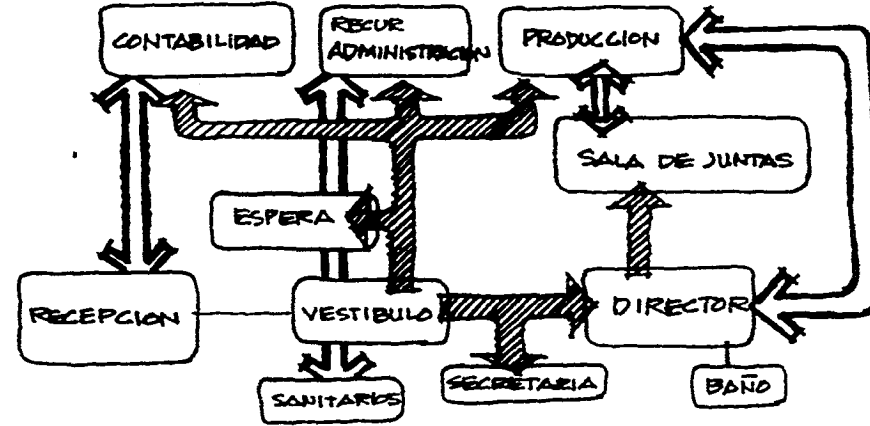 CONTABILIDAD
RECUR
ADMINISTRACION
PRODUCCION
SALA DE JUNTAS
ESPERA
RECEPCION
VESTIBULO
DIRECTOR
SANITARIOS
SECRETARIA
BAÑO